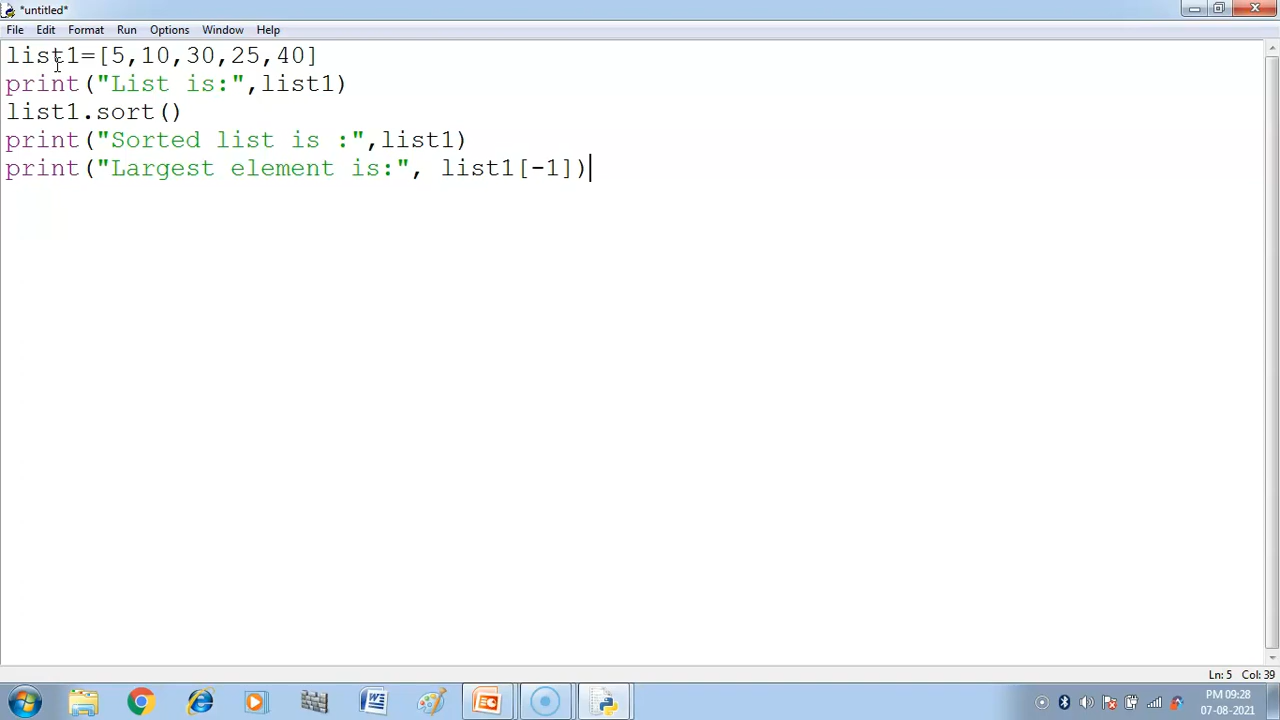 *untitled*
File Edit Format Run Options Window Help
list1=[5,10,30,25,40]
print("List is:",list1)
list1.sort()
print("Sorted list is :",list1)
print("Largest element is:", list1[-1])
Ln: 5 Col: 39
PM 09:28
07-08-2021